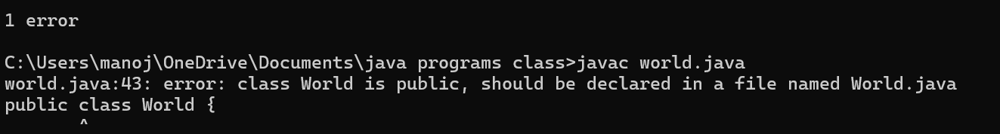 1 error
C:\Users\manoj\OneDrive\Documents\java programs class>javac world.java
world.java:43: error: class World is public, should be declared in a file named World.java
public class World {
       ^